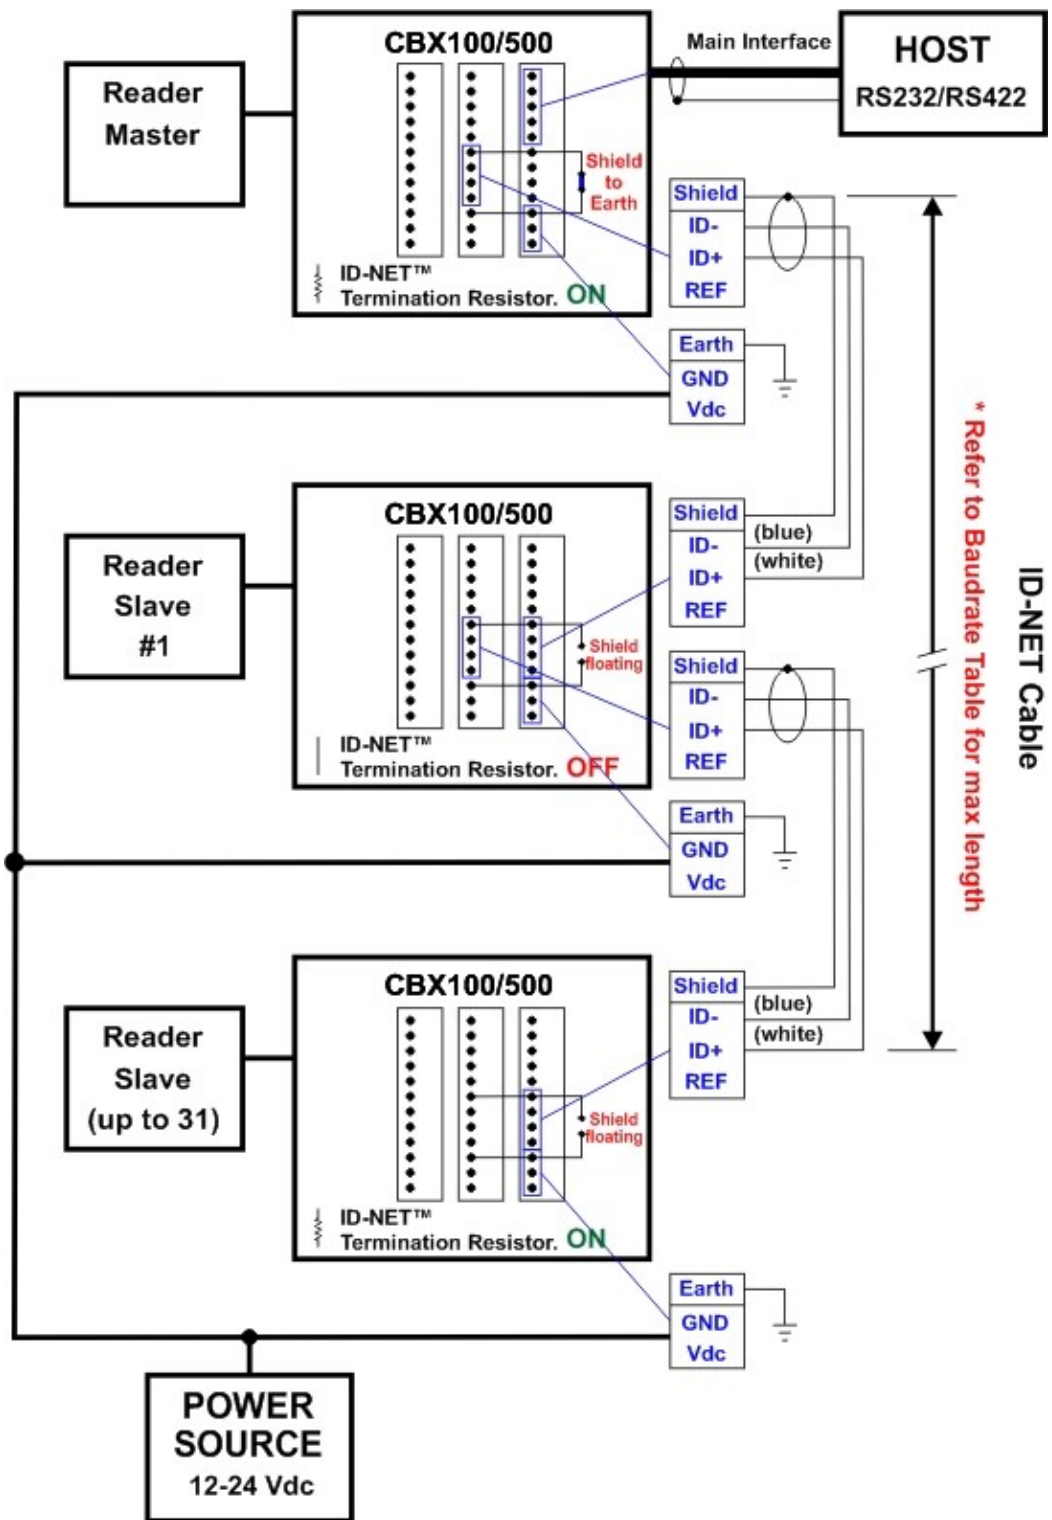 CBX100/500
Main Interface
HOST
RS232/RS422
Reader
Master
Shield
to
Earth
ID-NET™
Termination Resistor. ON
Shield
ID-
ID+
REF
Earth
GND
Vdc
CBX100/500
Reader
Slave
#1
Shield
floating
ID-NET™
Termination Resistor. OFF
Shield
(blue)
ID-
(white)
ID+
REF
Shield
ID-
ID+
REF
Earth
GND
Vdc
* Refer to Baudrate Table for max length
ID-NET Cable
CBX100/500
Reader
Slave
(up to 31)
Shield
floating
ID-NET™
Termination Resistor. ON
Shield
(blue)
ID-
(white)
ID+
REF
Earth
GND
Vdc
POWER
SOURCE
12-24 Vdc